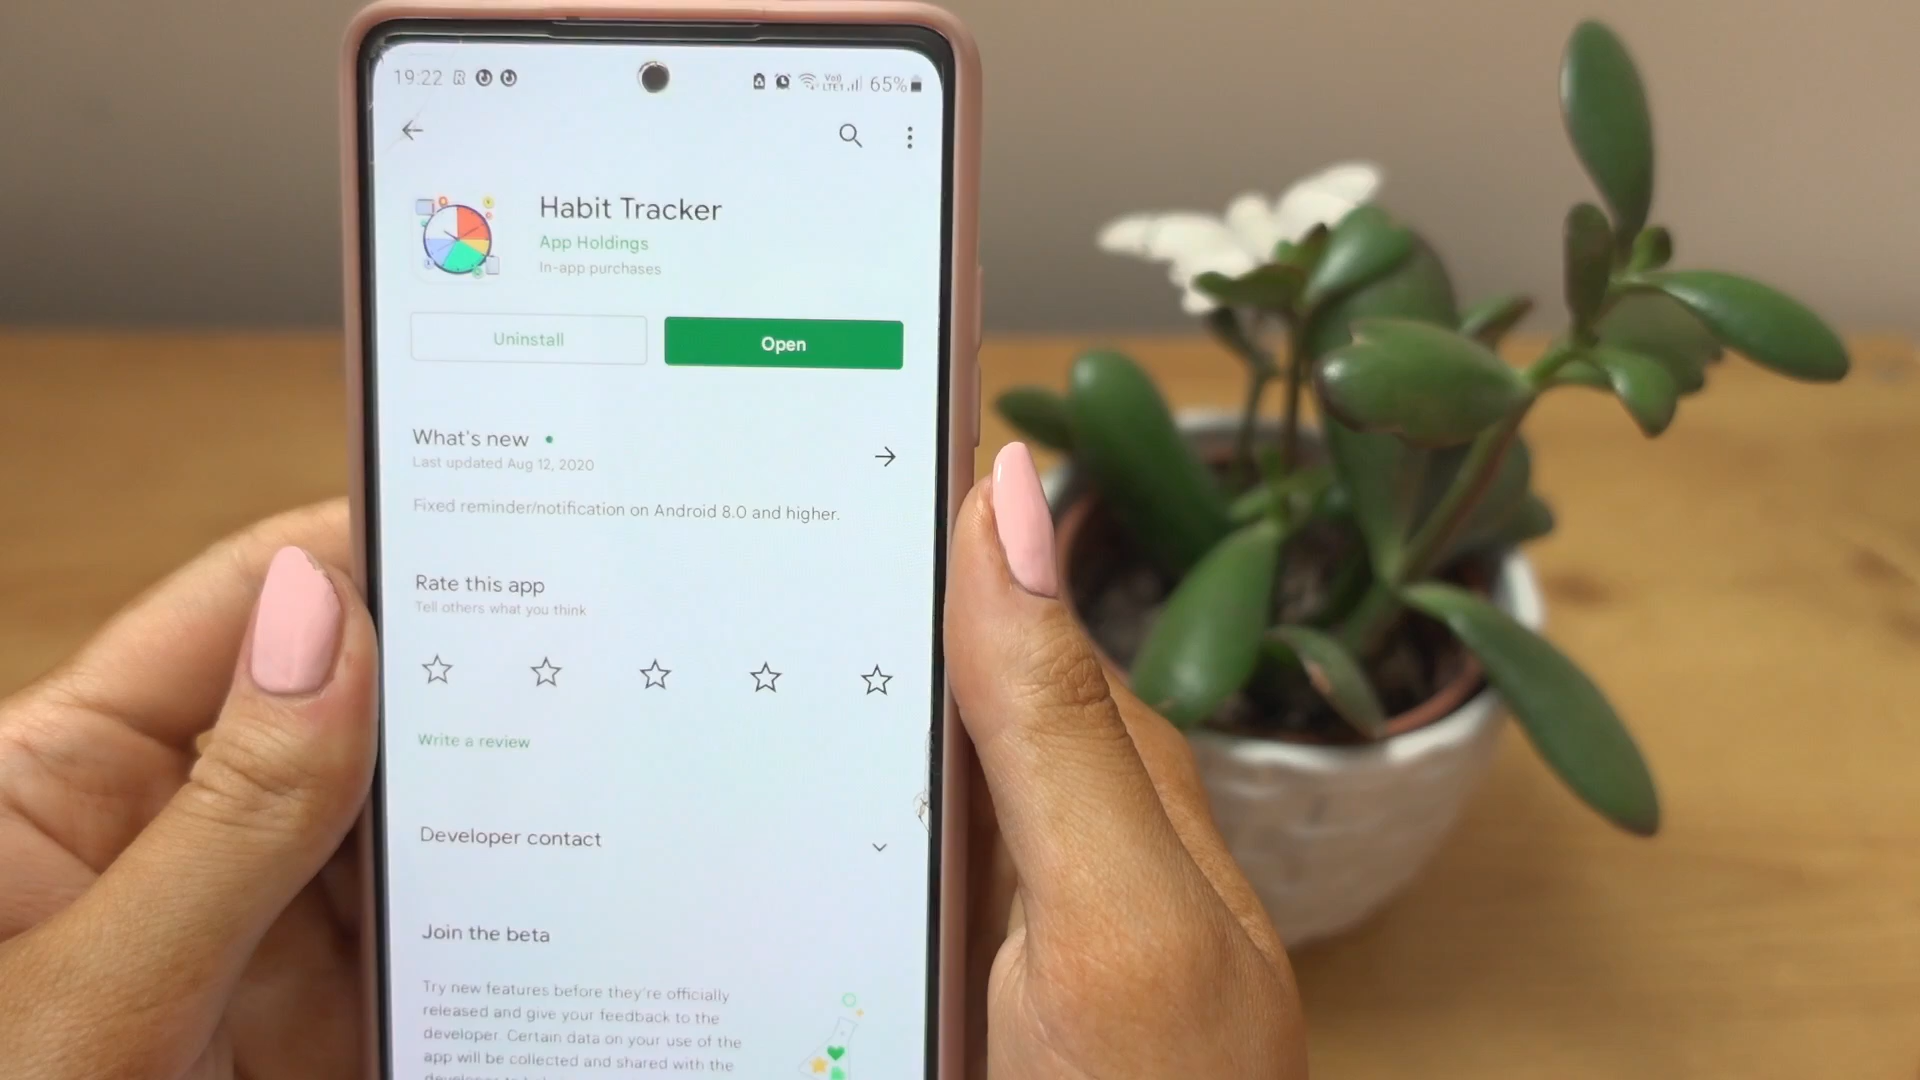 19:22 65%
Habit Tracker
App Holdings
In-app purchases
Uninstall
Open
What's new
Last updated Aug 12, 2020
Fixed reminder/notification on Android 8.0 and higher.
Rate this app
Tell others what you think
Write a review
Developer contact
Join the beta
Try new features before they're officially
released and give your feedback to the
developer. Certain data on your use of the
app will be collected and shared with the